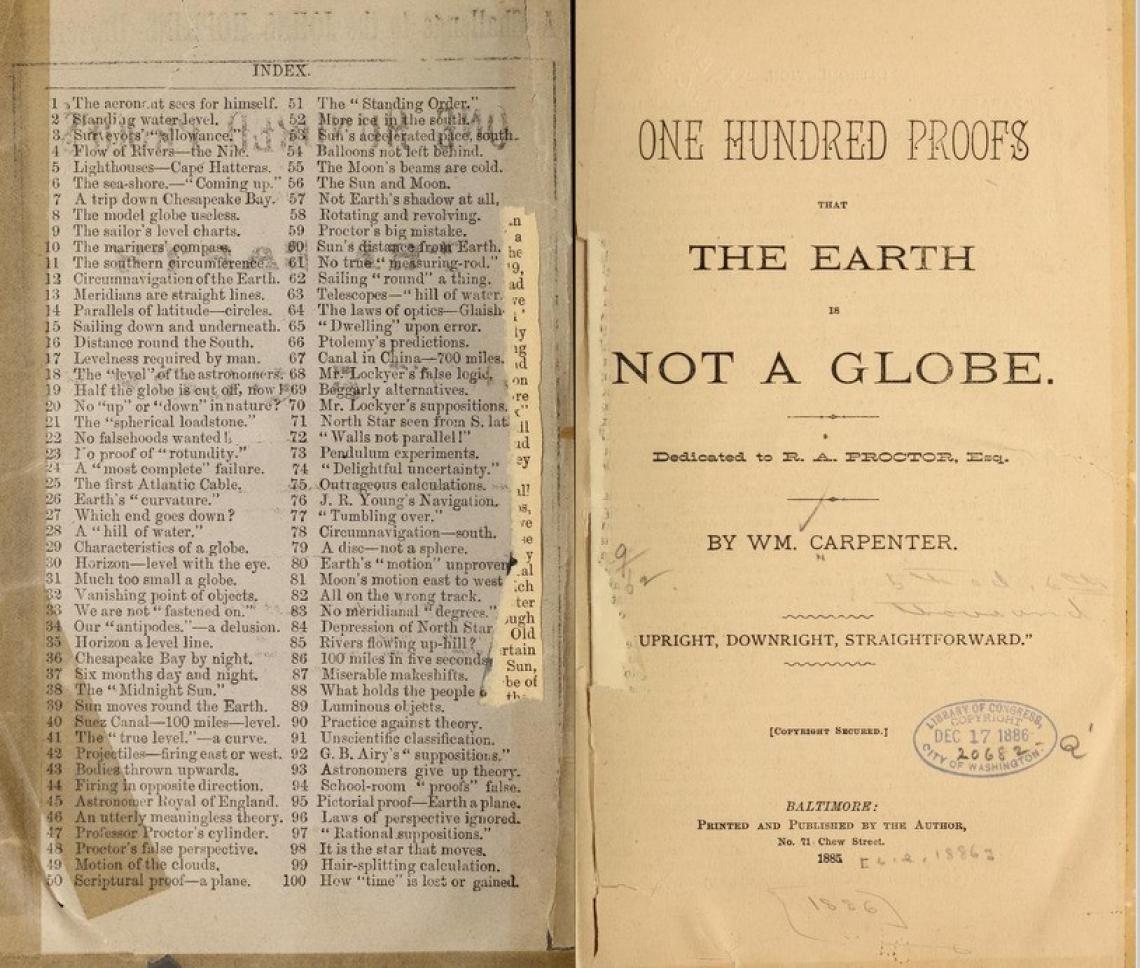 INDEX.
1 The aeronaut sees for himself.
2 Standing water level.
3 Surveyors' "allowance."
4 Flow of Rivers—the Nile.
5 Lighthouses—Cape Hatteras.
6 The sea-shore.—"Coming up."
7 A trip down Chesapeake Bay.
8 The model globe useless.
9 The sailor's level charts.
10 The mariners' compass.
11 The southern circumference.
12 Circumnavigation of the Earth.
13 Meridians are straight lines.
14 Parallels of latitude—circles.
15 Sailing down and underneath.
16 Distance round the South.
17 Levelness required by man.
18 The "level" of the astronomers.
19 Half the globe is cut off, now!
20 No "up" or "down" in nature?
21 The "spherical loadstone."
22 No falsehoods wanted!
23 No proof of "rotundity."
24 A "most complete" failure.
25 The first Atlantic Cable.
26 Earth's "curvature."
27 Which end goes down?
28 A "hill of water."
29 Characteristics of a globe.
30 Horizon—level with the eye.
31 Much too small a globe.
32 Vanishing point of objects.
33 We are not "fastened on."
34 Our "antipodes."—a delusion.
35 Horizon a level line.
36 Chesapeake Bay by night.
37 Six months day and night.
38 The "Midnight Sun."
39 Sun moves round the Earth.
40 Suez Canal—100 miles—level.
41 The "true level."—a curve.
42 Projectiles—firing east or west.
43 Bodies thrown upwards.
44 Firing in opposite direction.
45 Astronomer Royal of England.
46 An utterly meaningless theory.
47 Professor Proctor's cylinder.
48 Proctor's false perspective.
49 Motion of the clouds.
50 Scriptural proof—a plane.
51 The "Standing Order."
52 More ice in the south.
53 Sun's accelerated pace, south.
54 Balloons not left behind.
55 The Moon's beams are cold.
56 The Sun and Moon.
57 Not Earth's shadow at all.
58 Rotating and revolving.
59 Proctor's big mistake.
60 Sun's distance from Earth.
61 No true "measuring-rod."
62 Sailing "round" a thing.
63 Telescopes—"hill of water.
64 The laws of optics—Glaish
65 "Dwelling" upon error.
66 Ptolemy's predictions.
67 Canal in China—700 miles.
68 Mr. Lockyer's false logic.
69 Beggarly alternatives.
70 Mr. Lockyer's suppositions.
71 North Star seen from S. lat
72 "Walls not parallel!"
73 Pendulum experiments.
74 "Delightful uncertainty."
75 Outrageous calculations.
76 J. R. Young's Navigation.
77 "Tumbling over."
78 Circumnavigation—south.
79 A disc—not a sphere.
80 Earth's "motion" unproven
81 Moon's motion east to west
82 All on the wrong track.
83 No meridianal "degrees."
84 Depression of North Star
85 Rivers flowing up-hill?
86 100 miles in five seconds
87 Miserable makeshifts.
88 What holds the people
89 Luminous objects.
90 Practice against theory.
91 Unscientific classification.
92 G. B. Airy's "suppositions."
93 Astronomers give up theory.
94 School-room "proofs" false.
95 Pictorial proof—Earth a plane.
96 Laws of perspective ignored.
97 "Rational suppositions."
98 It is the star that moves.
99 Hair-splitting calculation.
100 How "time" is lost or gained.
n
a
he
'9,
ad
ve
ly
on
re
ll
ey
ve
y
al
ich
ter
ough
Old
rtain
Sun,
be of
ONE HUNDRED PROOFS
THAT
THE EARTH
IS
NOT A GLOBE.
Dedicated to R. A. PROCTOR, Esq.
BY WM. CARPENTER.
UPRIGHT, DOWNRIGHT, STRAIGHTFORWARD."
[COPYRIGHT SECURED.]
LIBRARY OF CONGRESS,
COPYRIGHT
DEC 17 1886
20682
CITY OF WASHINGTON
BALTIMORE:
PRINTED AND PUBLISHED BY THE AUTHOR,
No. 71 Chew Street.
1885
[1886]